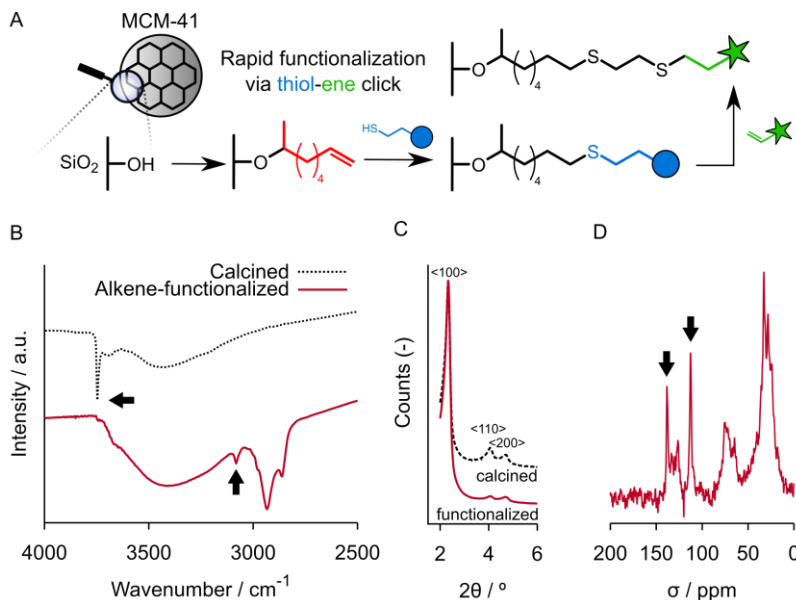 A
MCM-41
Rapid functionalization
via thiol-ene click
SiO2
OH
O
4
HS
O
4
S
O
4
S
S
B
Calcined
Alkene-functionalized
Intensity / a.u.
4000
3500
3000
2500
Wavenumber / cm-1
C
<100>
<110>
<200>
calcined
functionalized
Counts (-)
2
4
6
2θ / º
D
200
150
100
50
0
σ / ppm